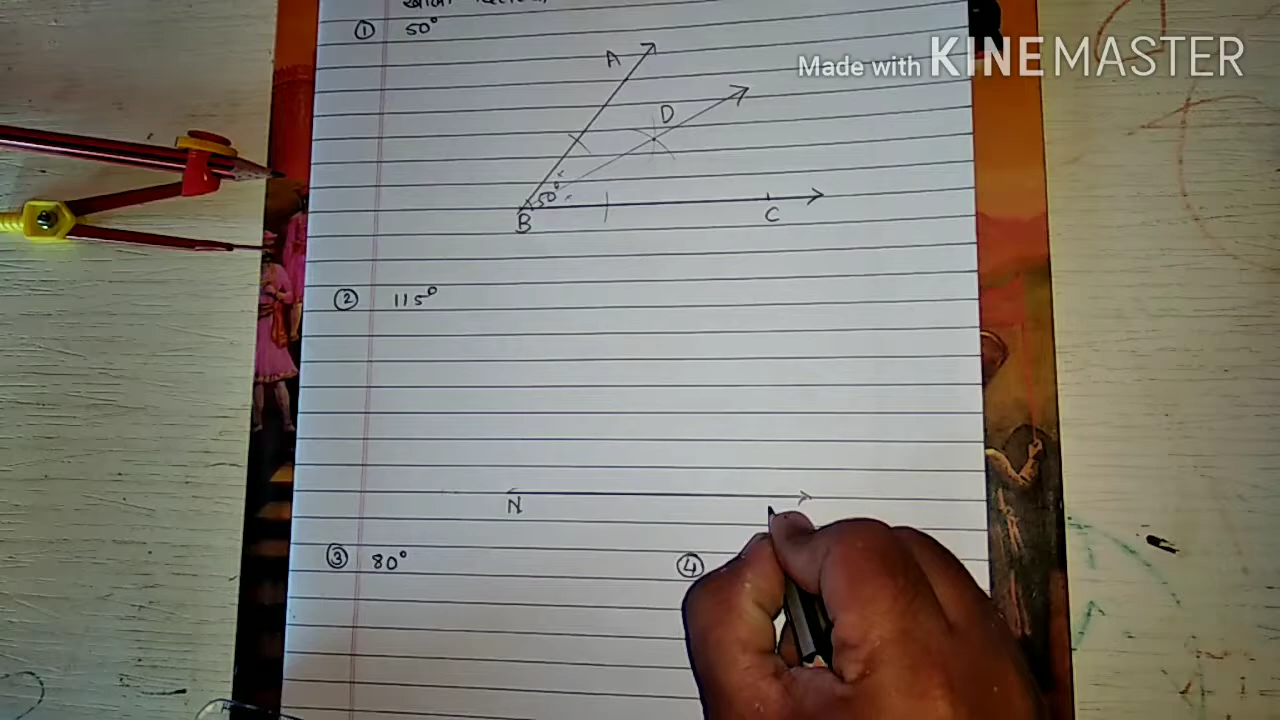 ① 50°
A
D
50°
B
C
② 115°
N
③ 80°
④
Made with KINEMASTER